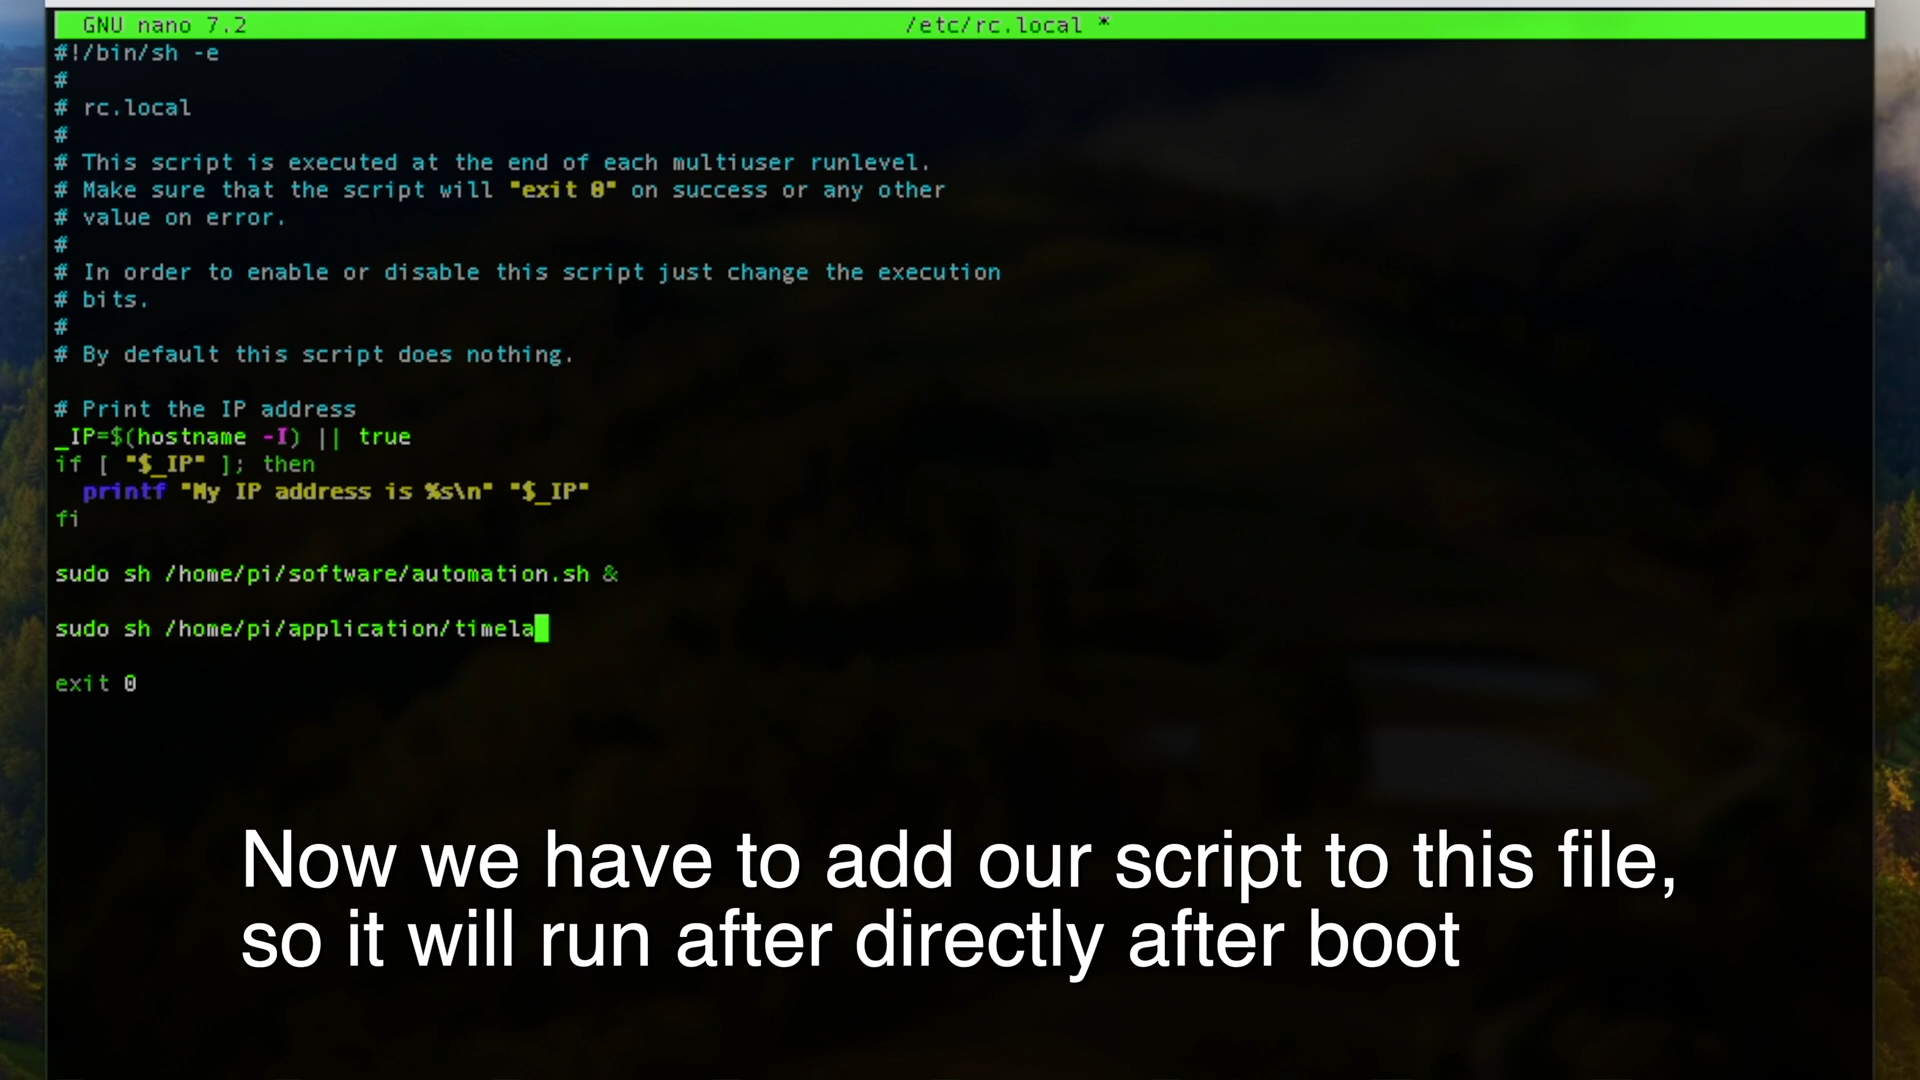 GNU nano 7.2 /etc/rc.local *
#!/bin/sh -e
#
# rc.local
#
# This script is executed at the end of each multiuser runlevel.
# Make sure that the script will "exit 0" on success or any other
# value on error.
#
# In order to enable or disable this script just change the execution
# bits.
#
# By default this script does nothing.
# Print the IP address
_IP=$(hostname -I) || true
if [ "$_IP" ]; then
printf "My IP address is %s\n" "$_IP"
fi
sudo sh /home/pi/software/automation.sh &
sudo sh /home/pi/application/timela
exit 0
Now we have to add our script to this file,
so it will run after directly after boot